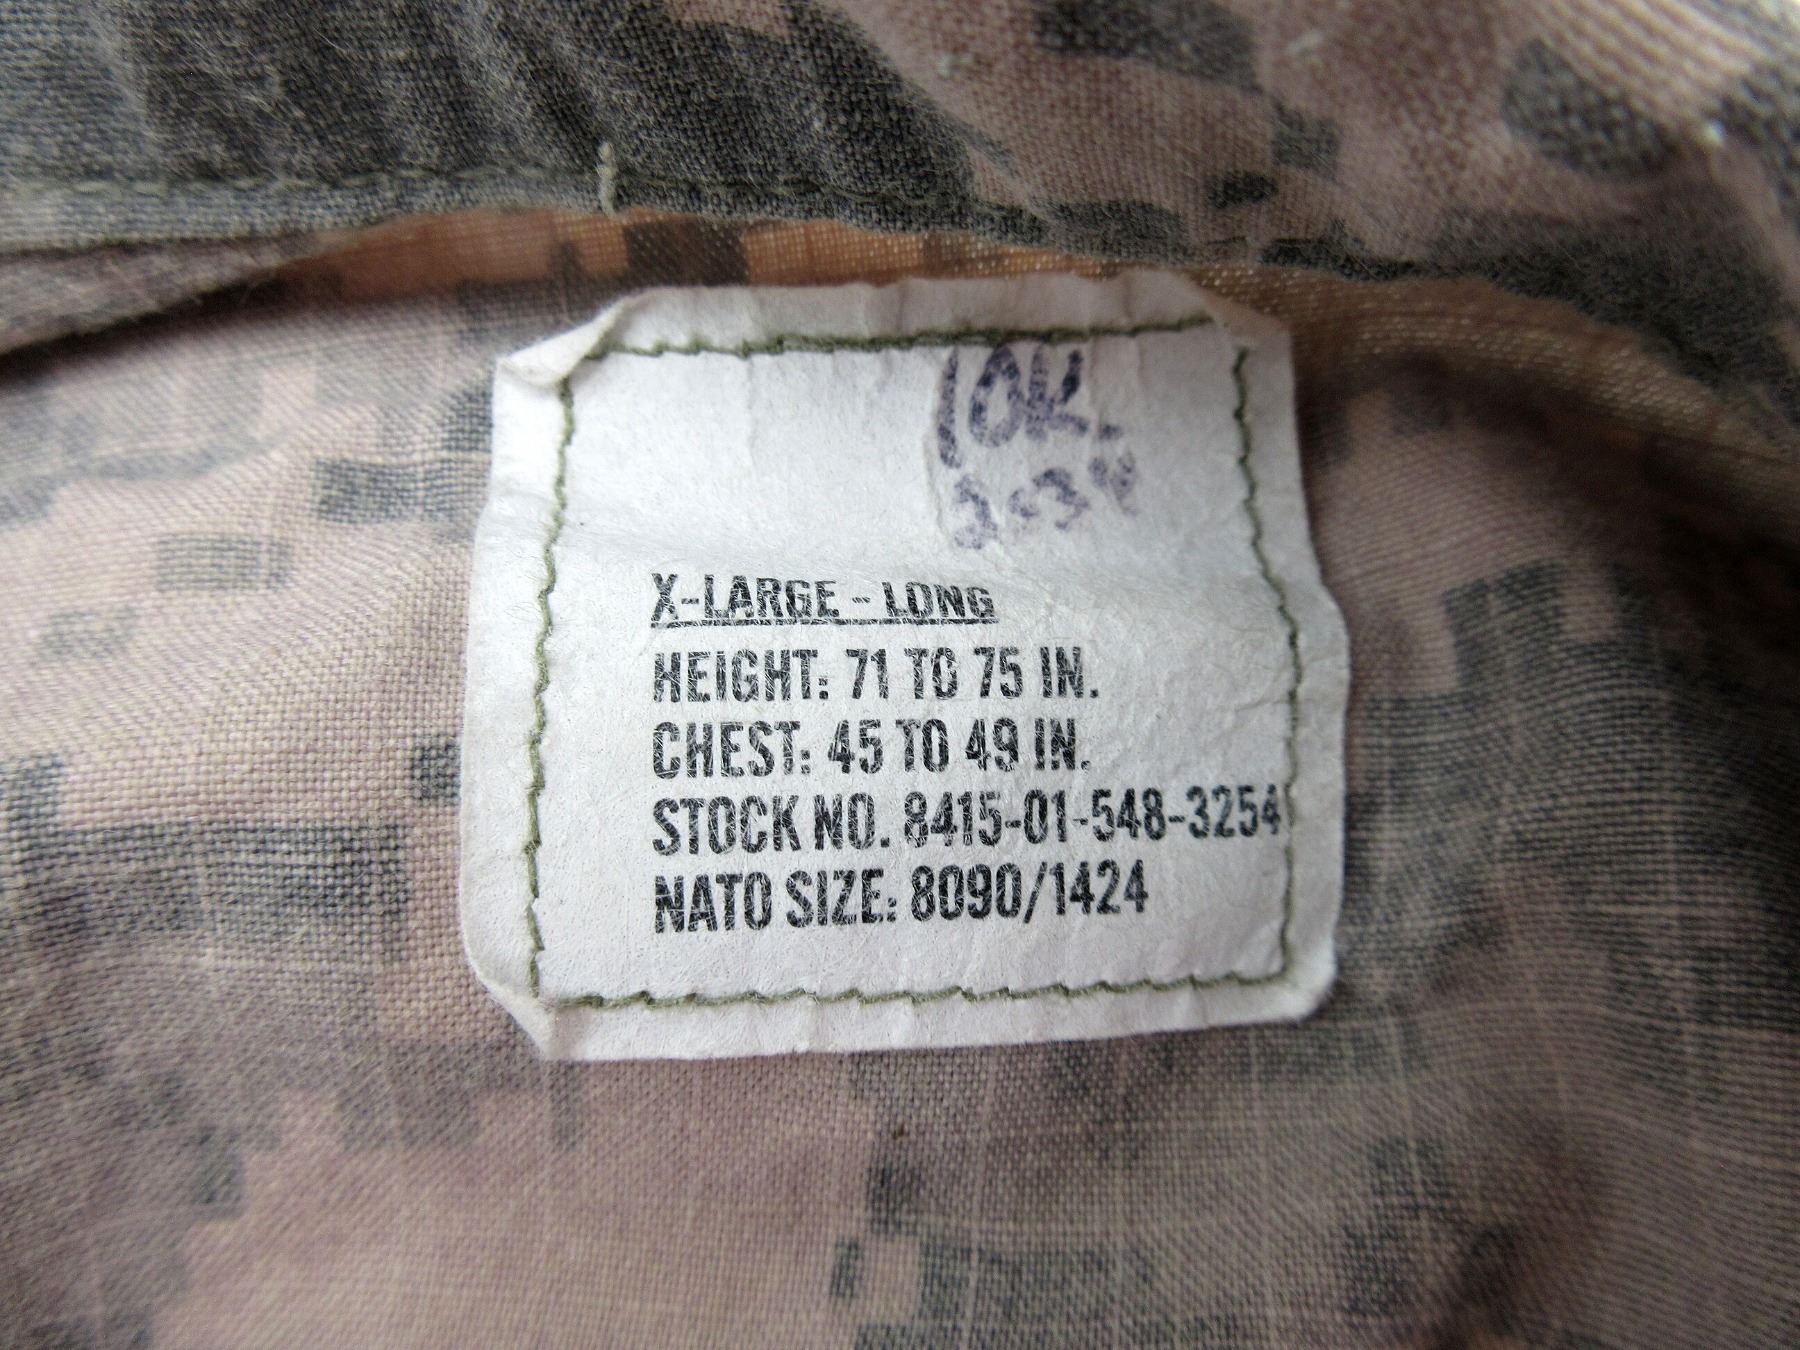 10K
X-LARGE - LONG
HEIGHT: 71 TO 75 IN.
CHEST: 45 TO 49 IN.
STOCK NO. 8415-01-548-3254
NATO SIZE: 8090/1424